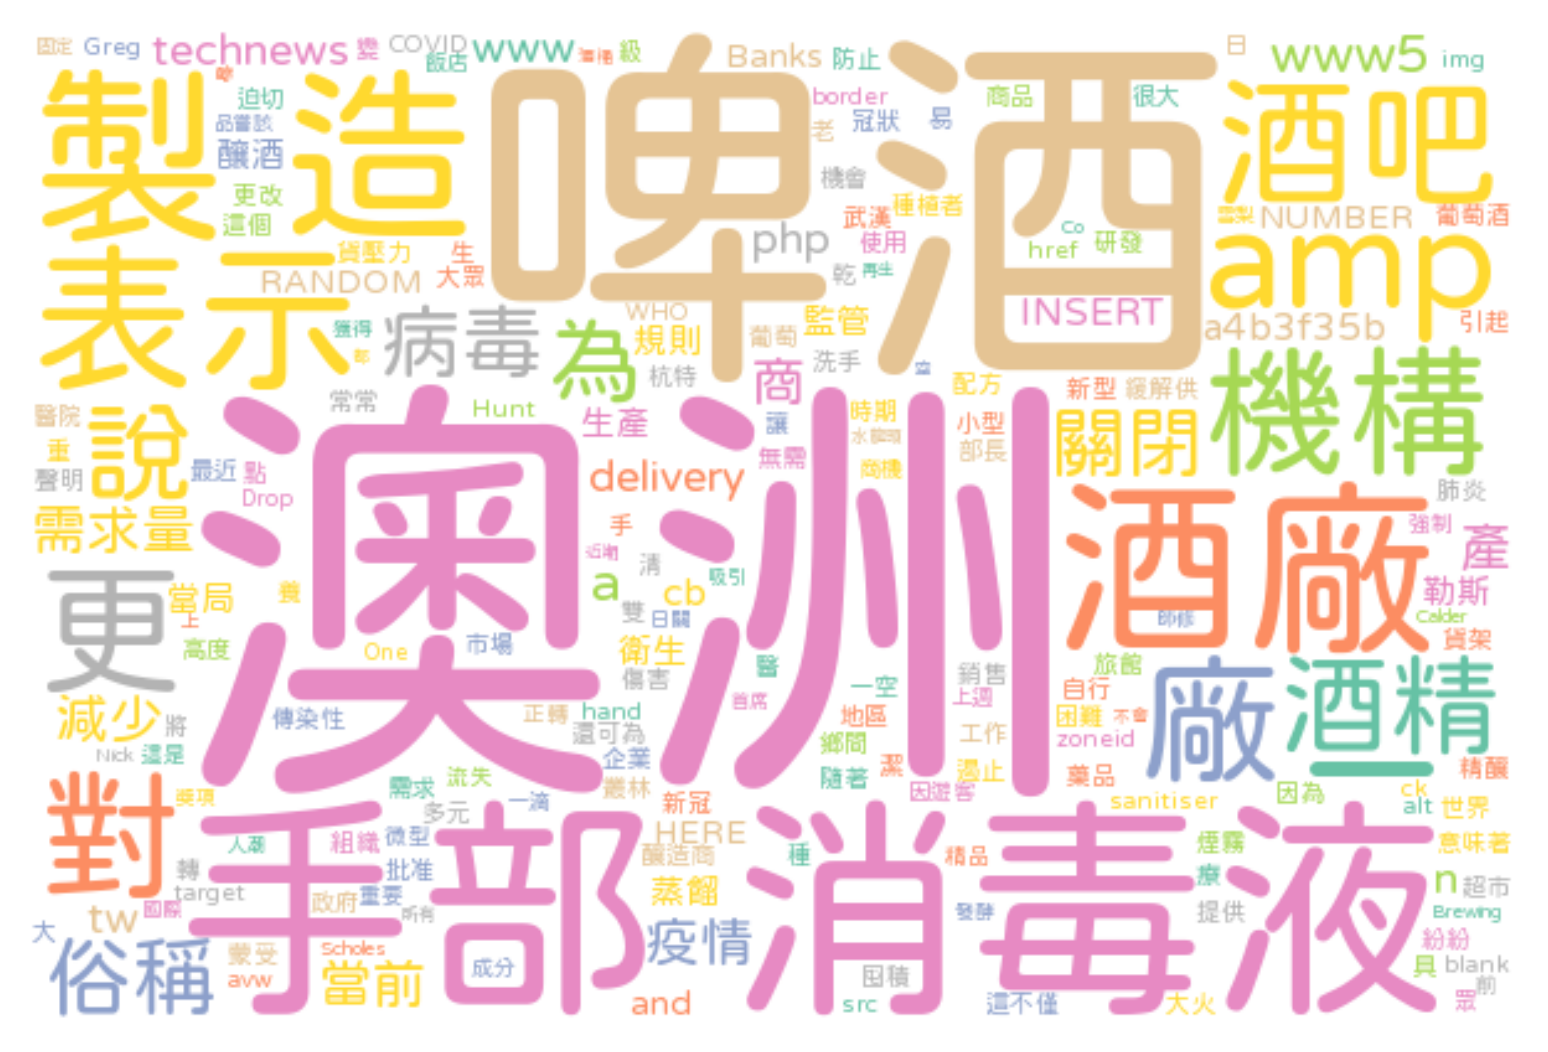 固定 Greg technews 變 COVID www 級 Banks 防止 日 www5 img
飯店
迫切 border 商品 很大
冠狀 易 老
製造 啤酒 酒吧
釀酒
更改 機會 種植者
這個 武漢 NUMBER 葡萄酒
貨壓力 生 php 使用 Co href 研發 amp
RANDOM 大眾 乾 再生
表示 獲得 病毒 為 WHO 規則 葡萄 監管 INSERT a4b3f35b 引起
部 杭特 商 洗手 機構
常常 Hunt 配方 新型 緩解供
醫院 說 生產 讓 時期 小型 關閉
重 最近 點 delivery 無需 商機 部長
聲明 Drop 肺炎
需求量 澳洲 手 酒廠 強制 產
近期 清 吸引
更 當局 養 a cb 勒斯
上 雙 日關 Calder
高度 One 市場 衛生 貨架
醫 旅館
減少 傷害 銷售 自行 廠 酒精
將 傳染性 正轉 hand 首席 一空 上週 困難 不會
地區
還可為 工作 zoneid
Nick 這是 企業 鄉間 遏止 藥品 精釀
需求 流失 隨著 潔
對 獎項 叢林 因遊客 因為 ck
多元 一滴 新冠 sanitiser alt 世界
手部消毒液
人潮 組織 微型 HERE 種 煙霧 意味著
釀造商 精品
轉 批准 療 n 超市
target 政府 重要 蒸餾
tw 國際 所有 發酵 提供 Brewing
大 俗稱 蒙受 Scholes 疫情 紛紛
avw 當前 成分 囤積 具 blank
and src 這不僅 大火 前
眾